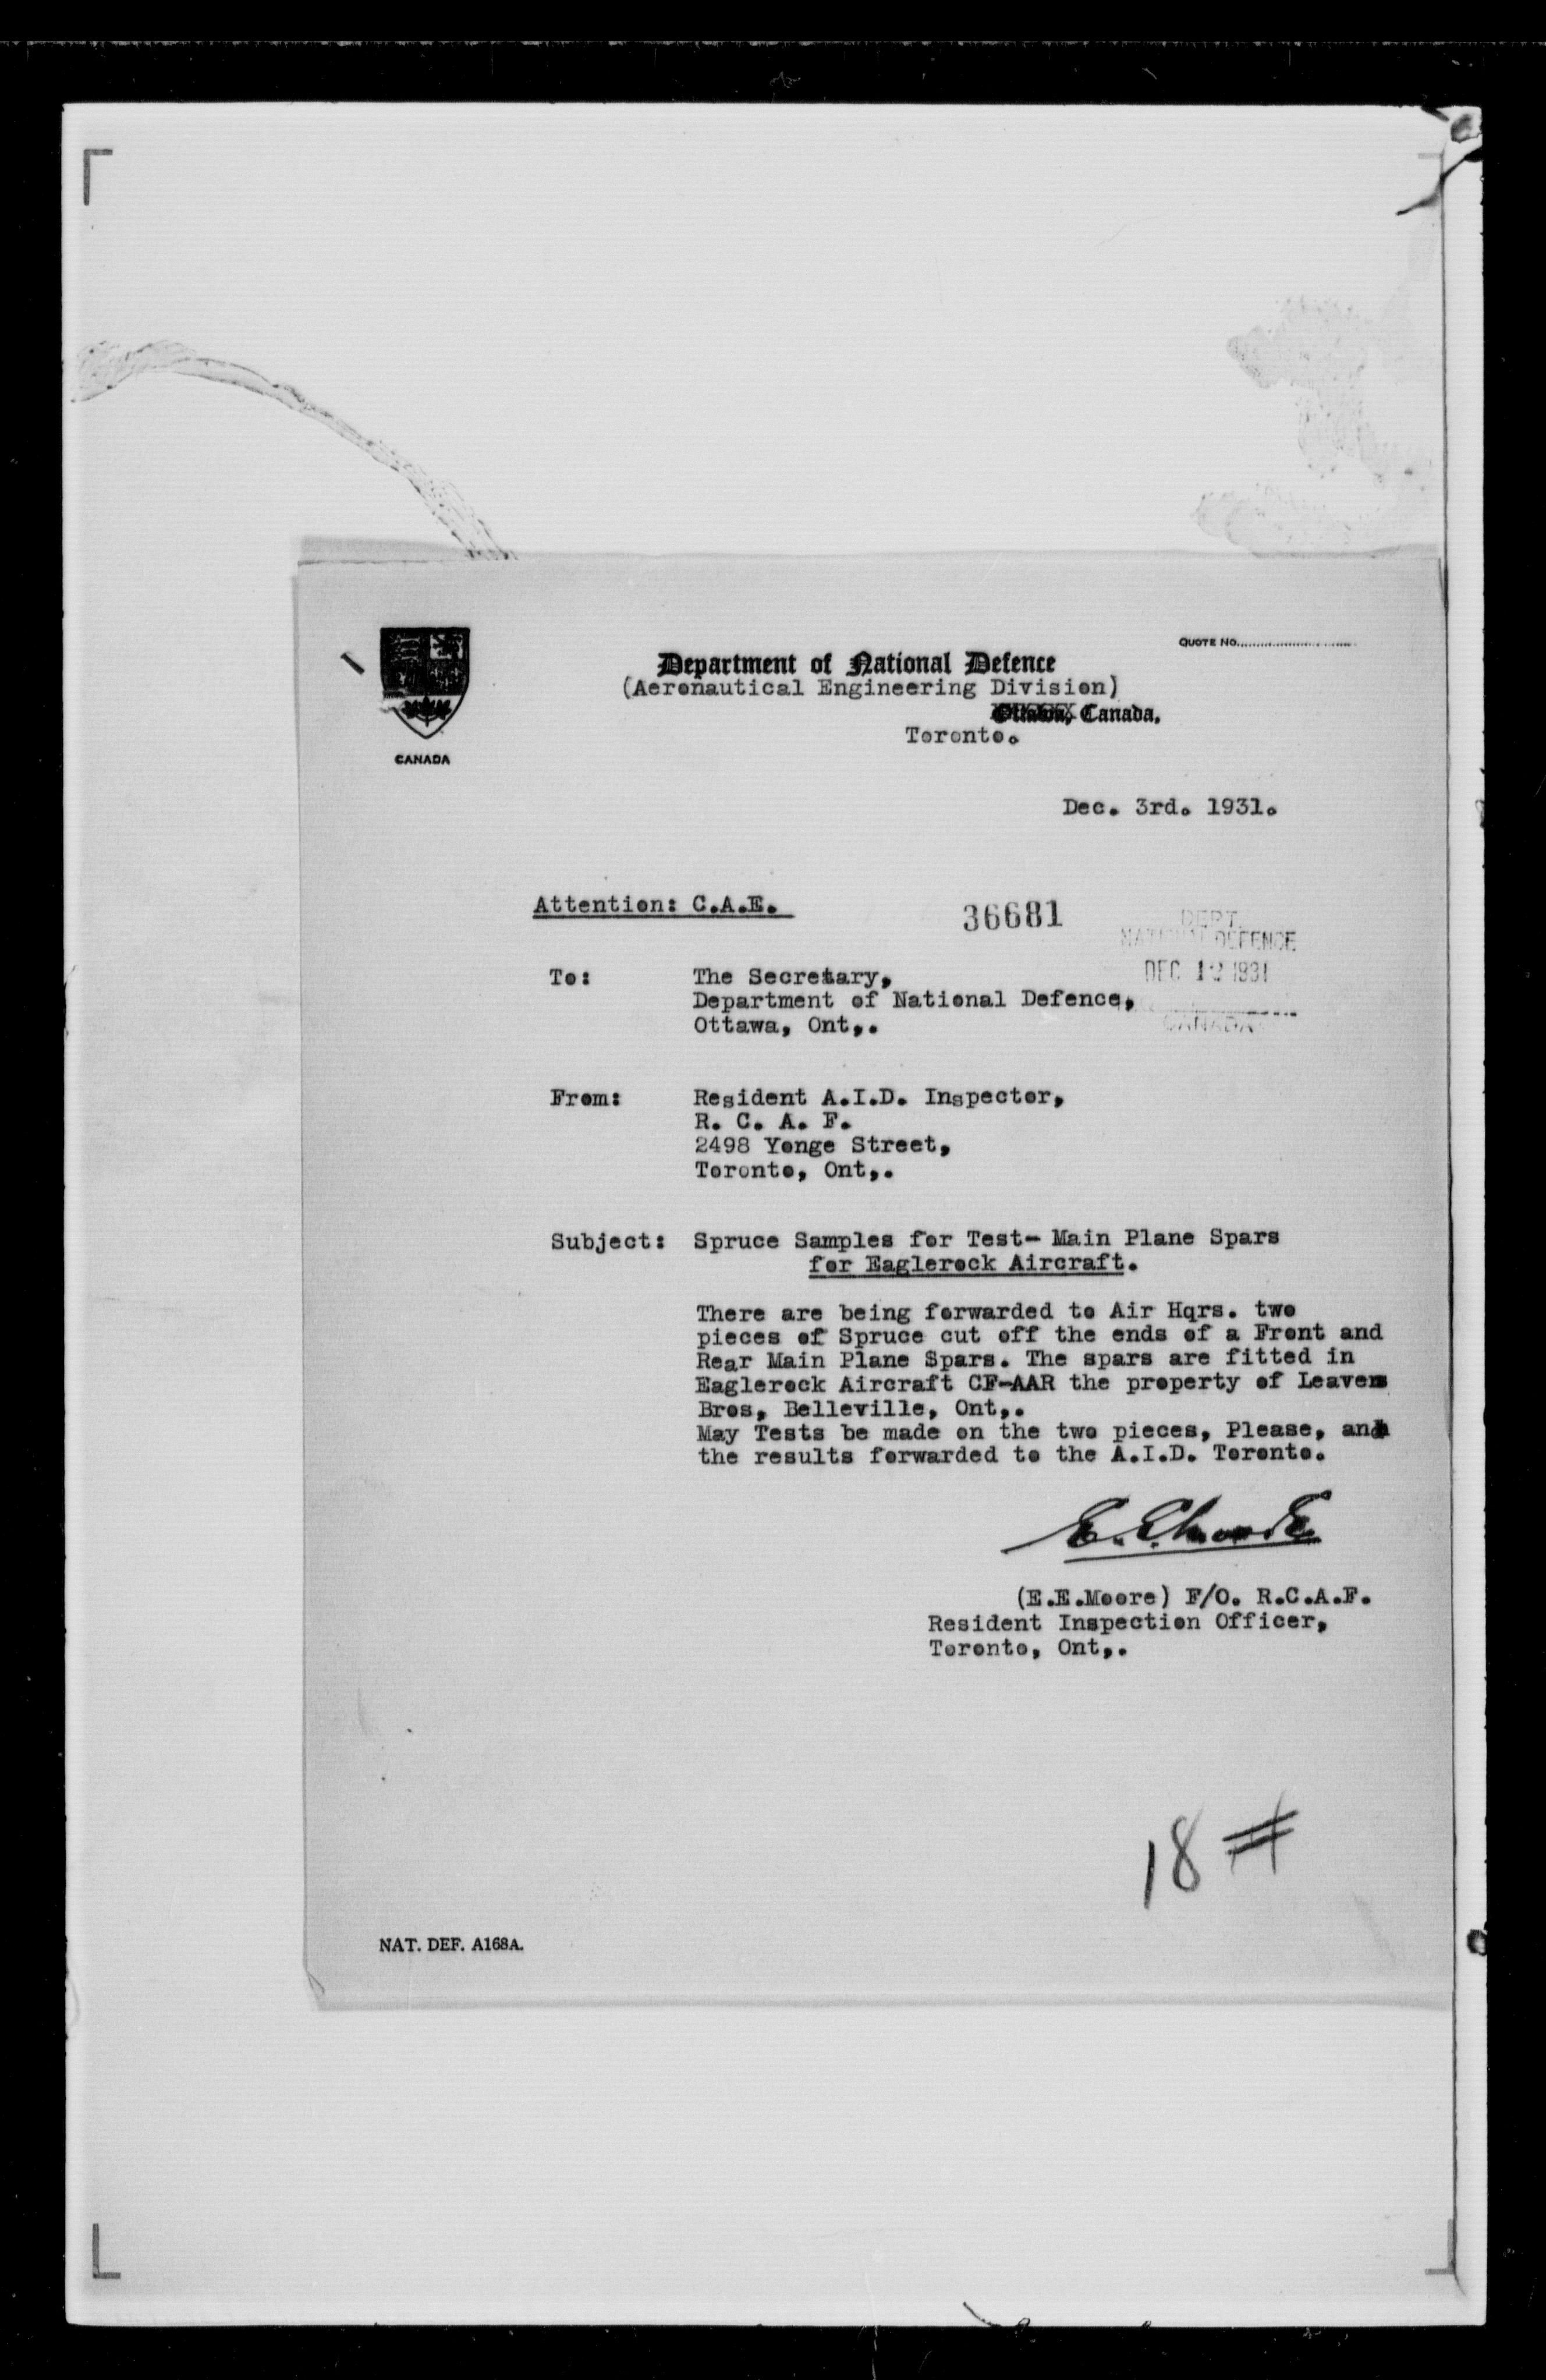 QUOTE NO.
Department of National Defence
(Aeronautical Engineering Division)
Ottawa, Canada.
Toronto.
CANADA
Dec. 3rd. 1931.
Attention: C.A.E.
36681
DEPT.
NATIONAL DEFENCE
DEC 12 1931
CANADA
To: The Secretary,
Department of National Defence,
Ottawa, Ont,.
From: Resident A.I.D. Inspector,
R. C. A. F.
2498 Yonge Street,
Toronto, Ont,.
Subject: Spruce Samples for Test- Main Plane Spars
for Eaglerock Aircraft.
There are being forwarded to Air Hqrs. two
pieces of Spruce cut off the ends of a Front and
Rear Main Plane Spars. The spars are fitted in
Eaglerock Aircraft CF-AAR the property of Leavens
Bros, Belleville, Ont,.
May Tests be made on the two pieces, Please, and
the results forwarded to the A.I.D. Toronto.
E. E. Moore
(E.E.Moore) F/O. R.C.A.F.
Resident Inspection Officer,
Toronto, Ont,.
18 #
NAT. DEF. A168A.